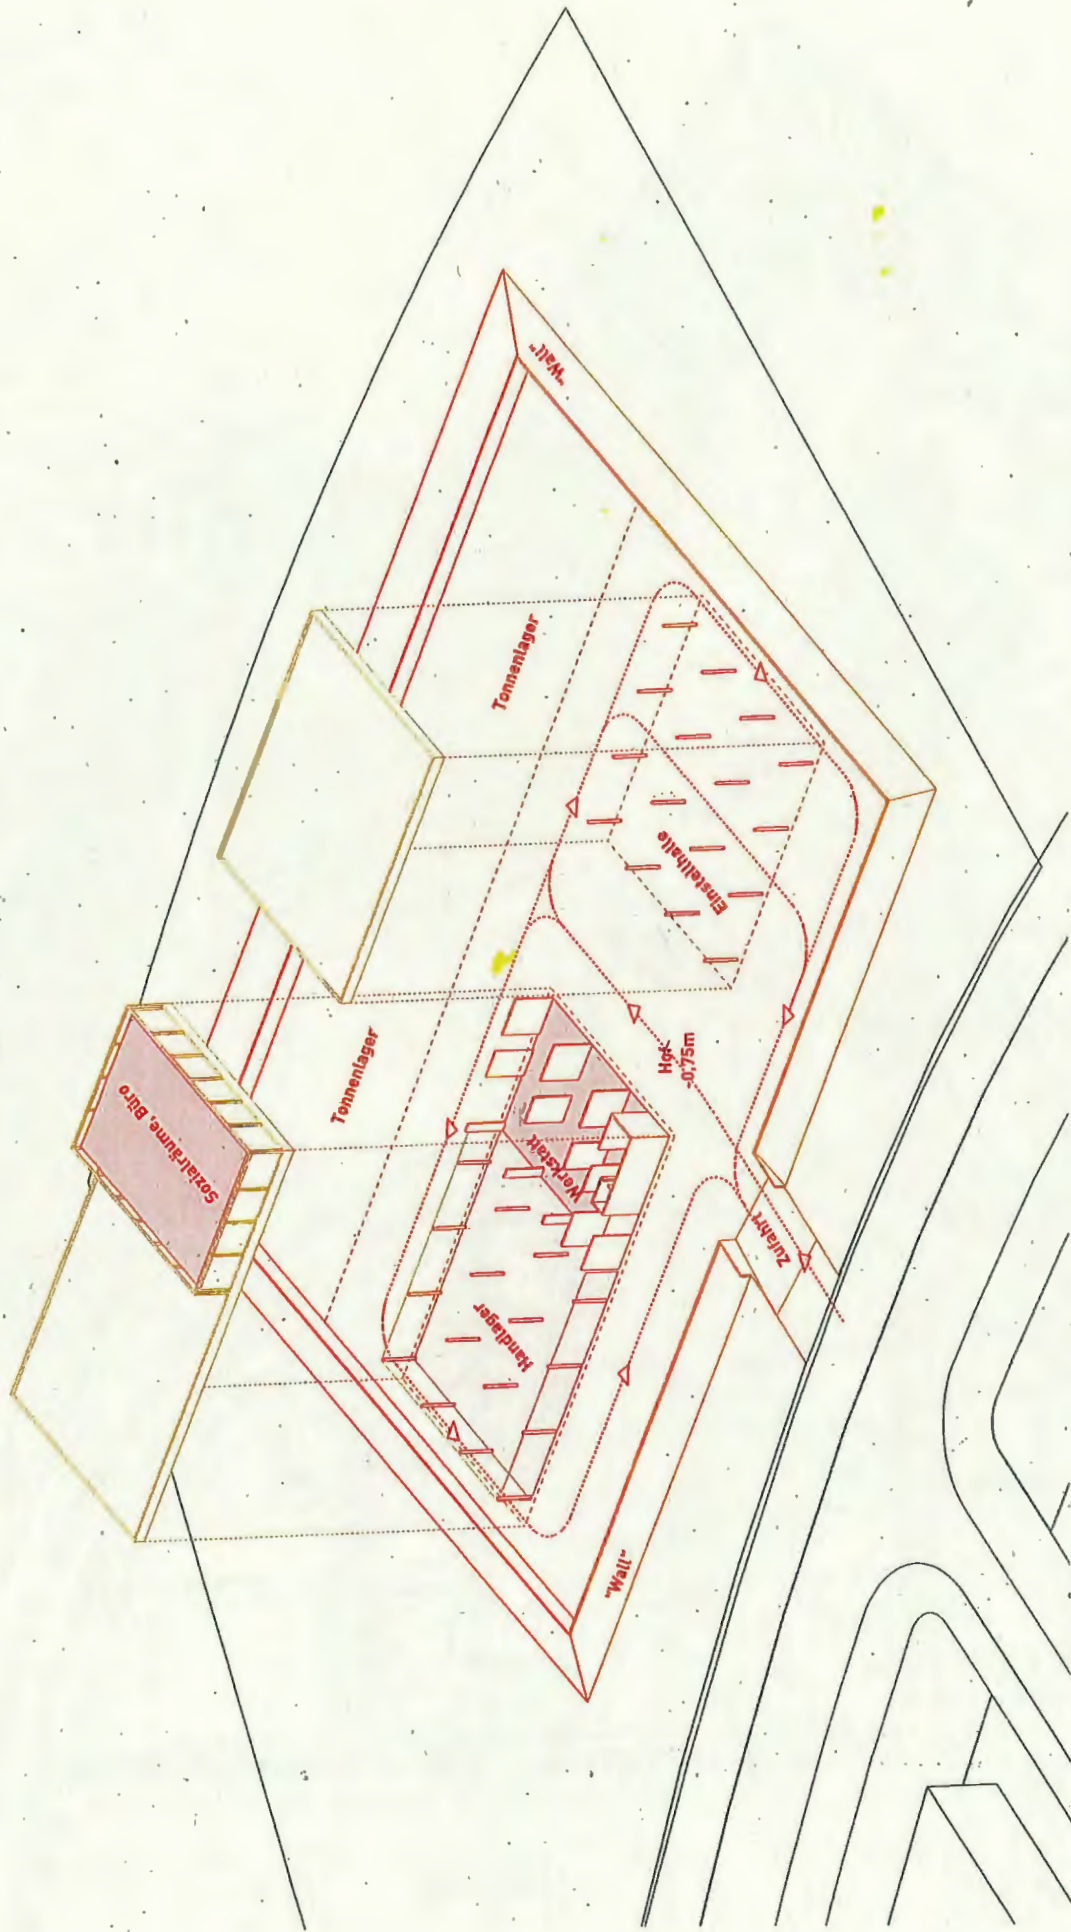 "Wall"
Tonnenlager
Einstellhalle
Tonnenlager
Hof
-0,75m
Sozialräume, Büro
Werkstatt
Zufahrt
Handlager
"Wall"